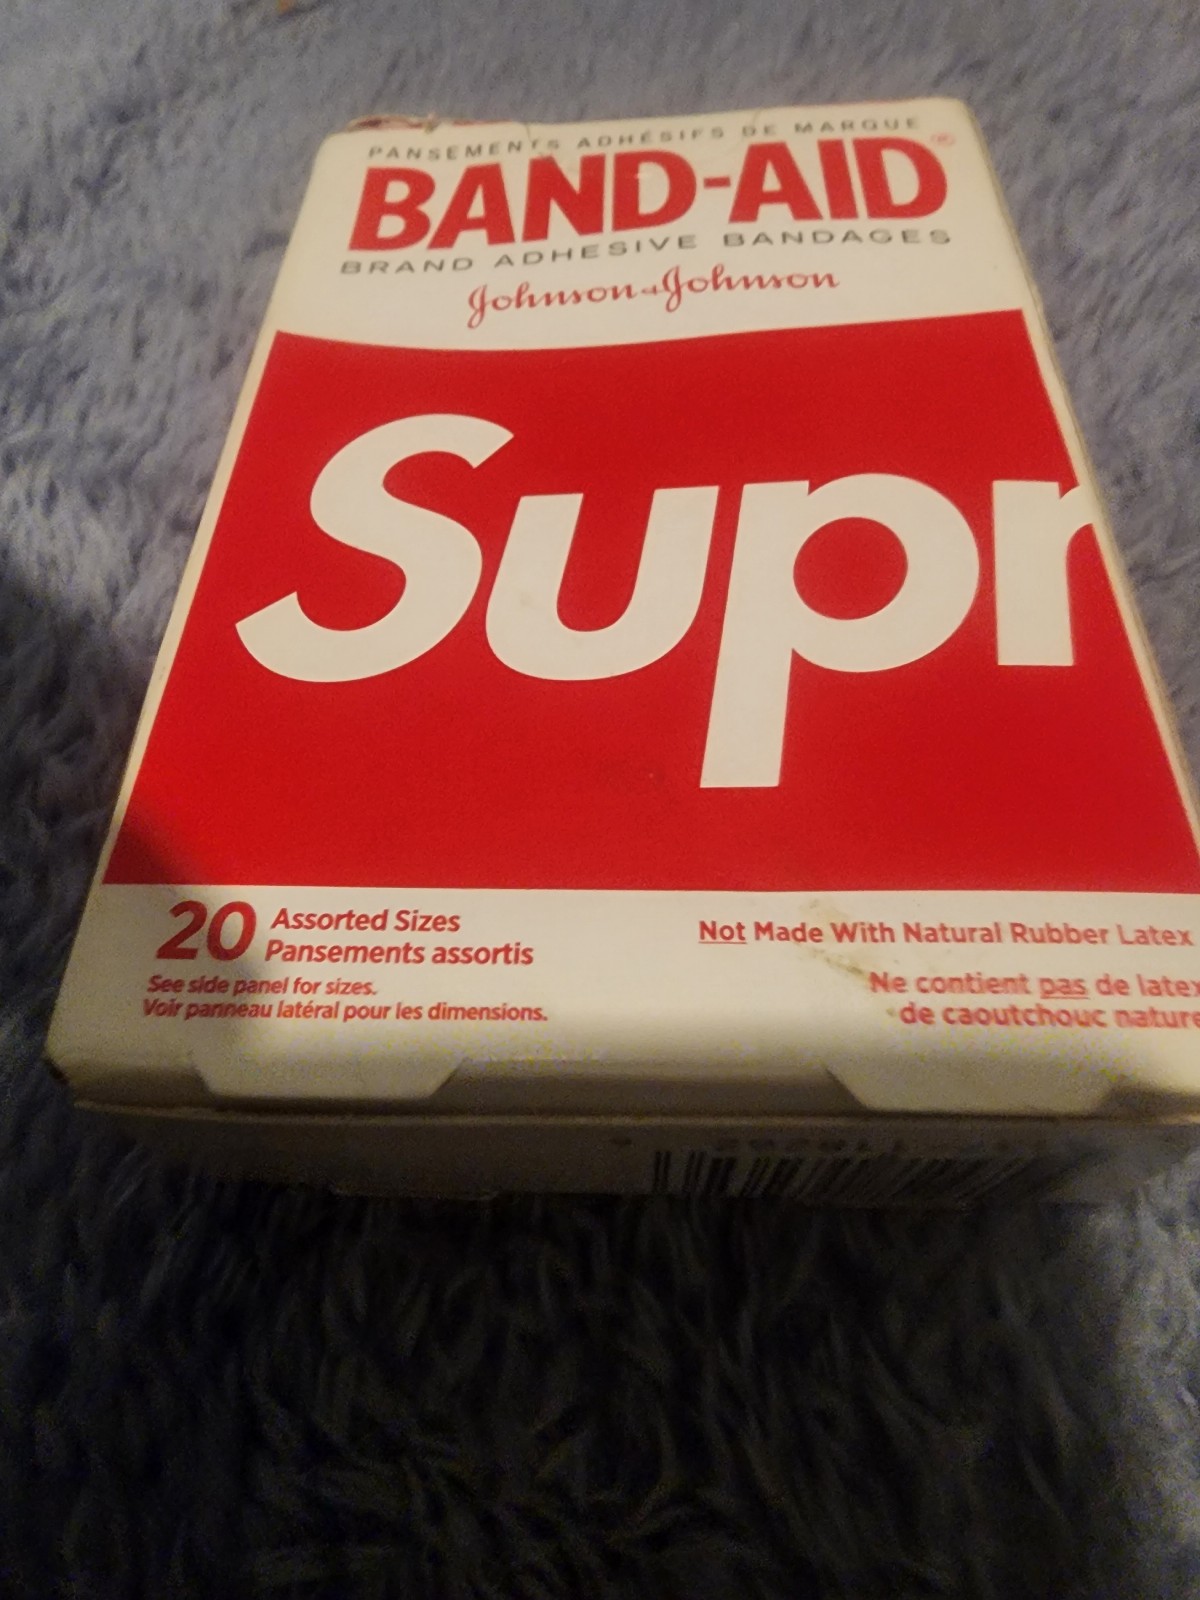 PANSEMENTS ADHÉSIFS DE MARQUE
BAND-AID®
BRAND ADHESIVE BANDAGES
Johnson & Johnson
Supr
20 Assorted Sizes
Pansements assortis
See side panel for sizes.
Voir panneau latéral pour les dimensions.
Not Made With Natural Rubber Latex
Ne contient pas de latex
de caoutchouc nature